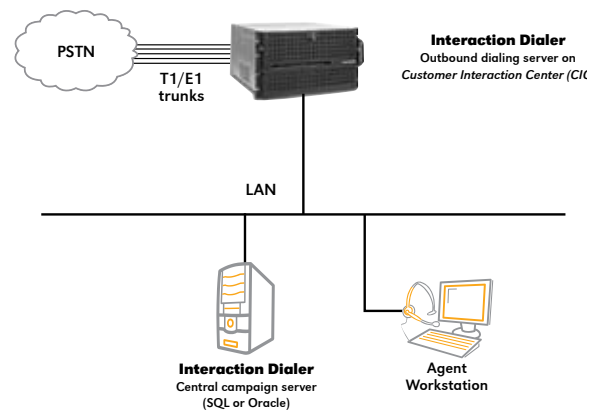 PSTN
T1/E1
trunks
Interaction Dialer
Outbound dialing server on
Customer Interaction Center (CIC
LAN
Interaction Dialer
Central campaign server
(SQL or Oracle)
Agent
Workstation